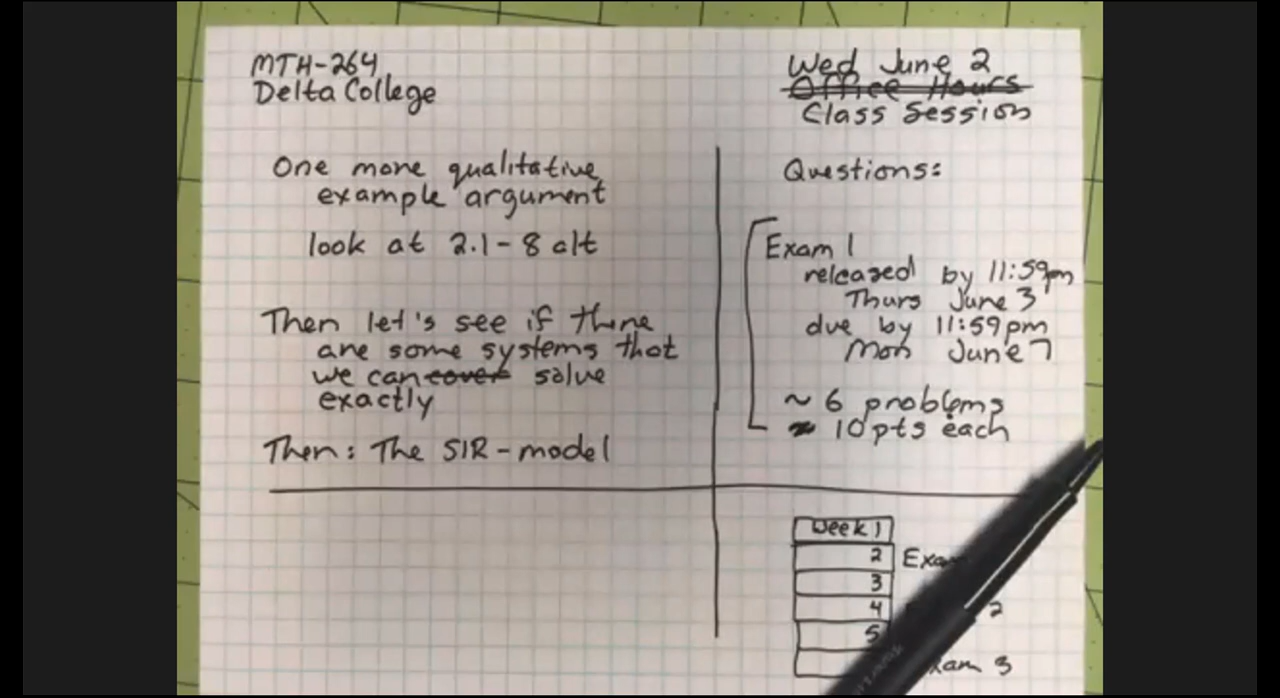 MTH-264
Delta College
Wed June 2
Office Hours
Class Session
One more qualitative
example argument
look at 2.1-8 alt
Then let's see if there
are some systems that
we can cover solve
exactly
Then: The SIR-model
Questions:
Exam 1
released by 11:59pm
Thurs June 3
due by 11:59pm
Mon June 7
~ 6 problems
10 pts each
Week 1
2
3
4 2
5
3